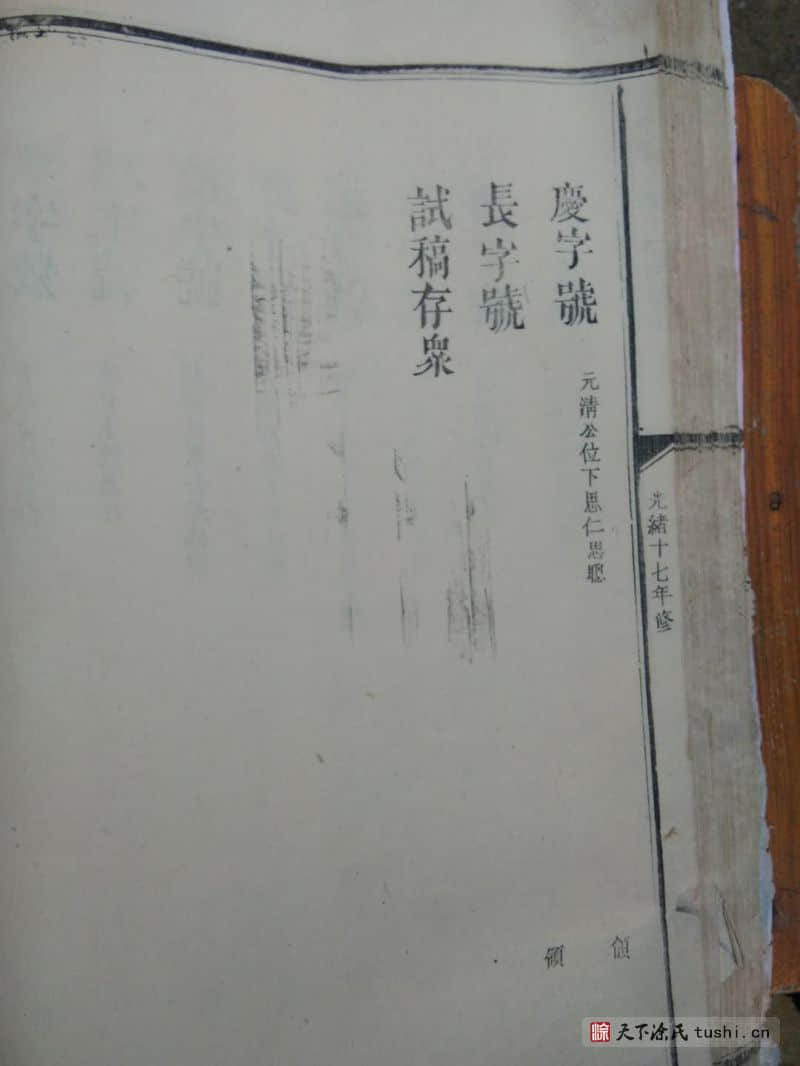 光緒十七年修
慶字號
元清公位下思仁思聰
領
長字號
領
試稿存衆
天下涂氏 tushi.cn